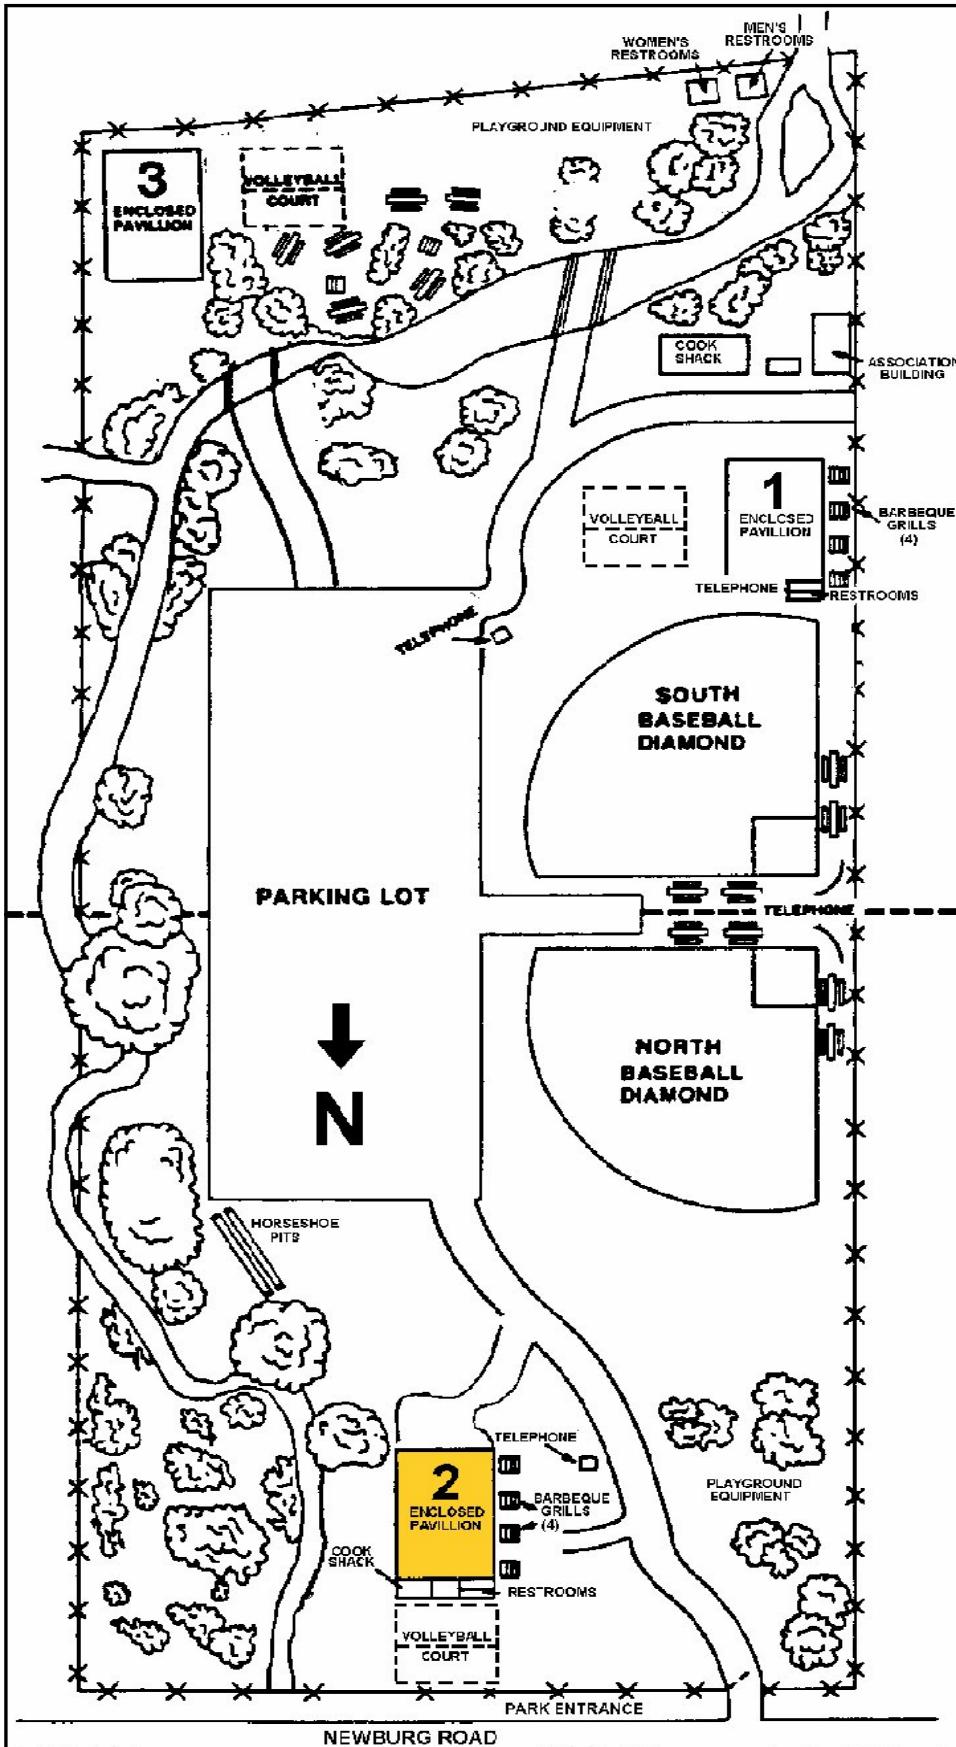 MEN'S
RESTROOMS
WOMEN'S
RESTROOMS
PLAYGROUND EQUIPMENT
3
ENCLOSED
PAVILLION
VOLLEYBALL
COURT
COOK
SHACK
ASSOCIATION
BUILDING
1
ENCLOSED
PAVILLION
VOLLEYBALL
COURT
BARBEQUE
GRILLS
(4)
TELEPHONE
RESTROOMS
TELEPHONE
SOUTH
BASEBALL
DIAMOND
PARKING LOT
TELEPHONE
N
NORTH
BASEBALL
DIAMOND
HORSESHOE
PITS
TELEPHONE
2
ENCLOSED
PAVILLION
BARBEQUE
GRILLS
(4)
PLAYGROUND
EQUIPMENT
COOK
SHACK
RESTROOMS
VOLLEYBALL
COURT
PARK ENTRANCE
NEWBURG ROAD